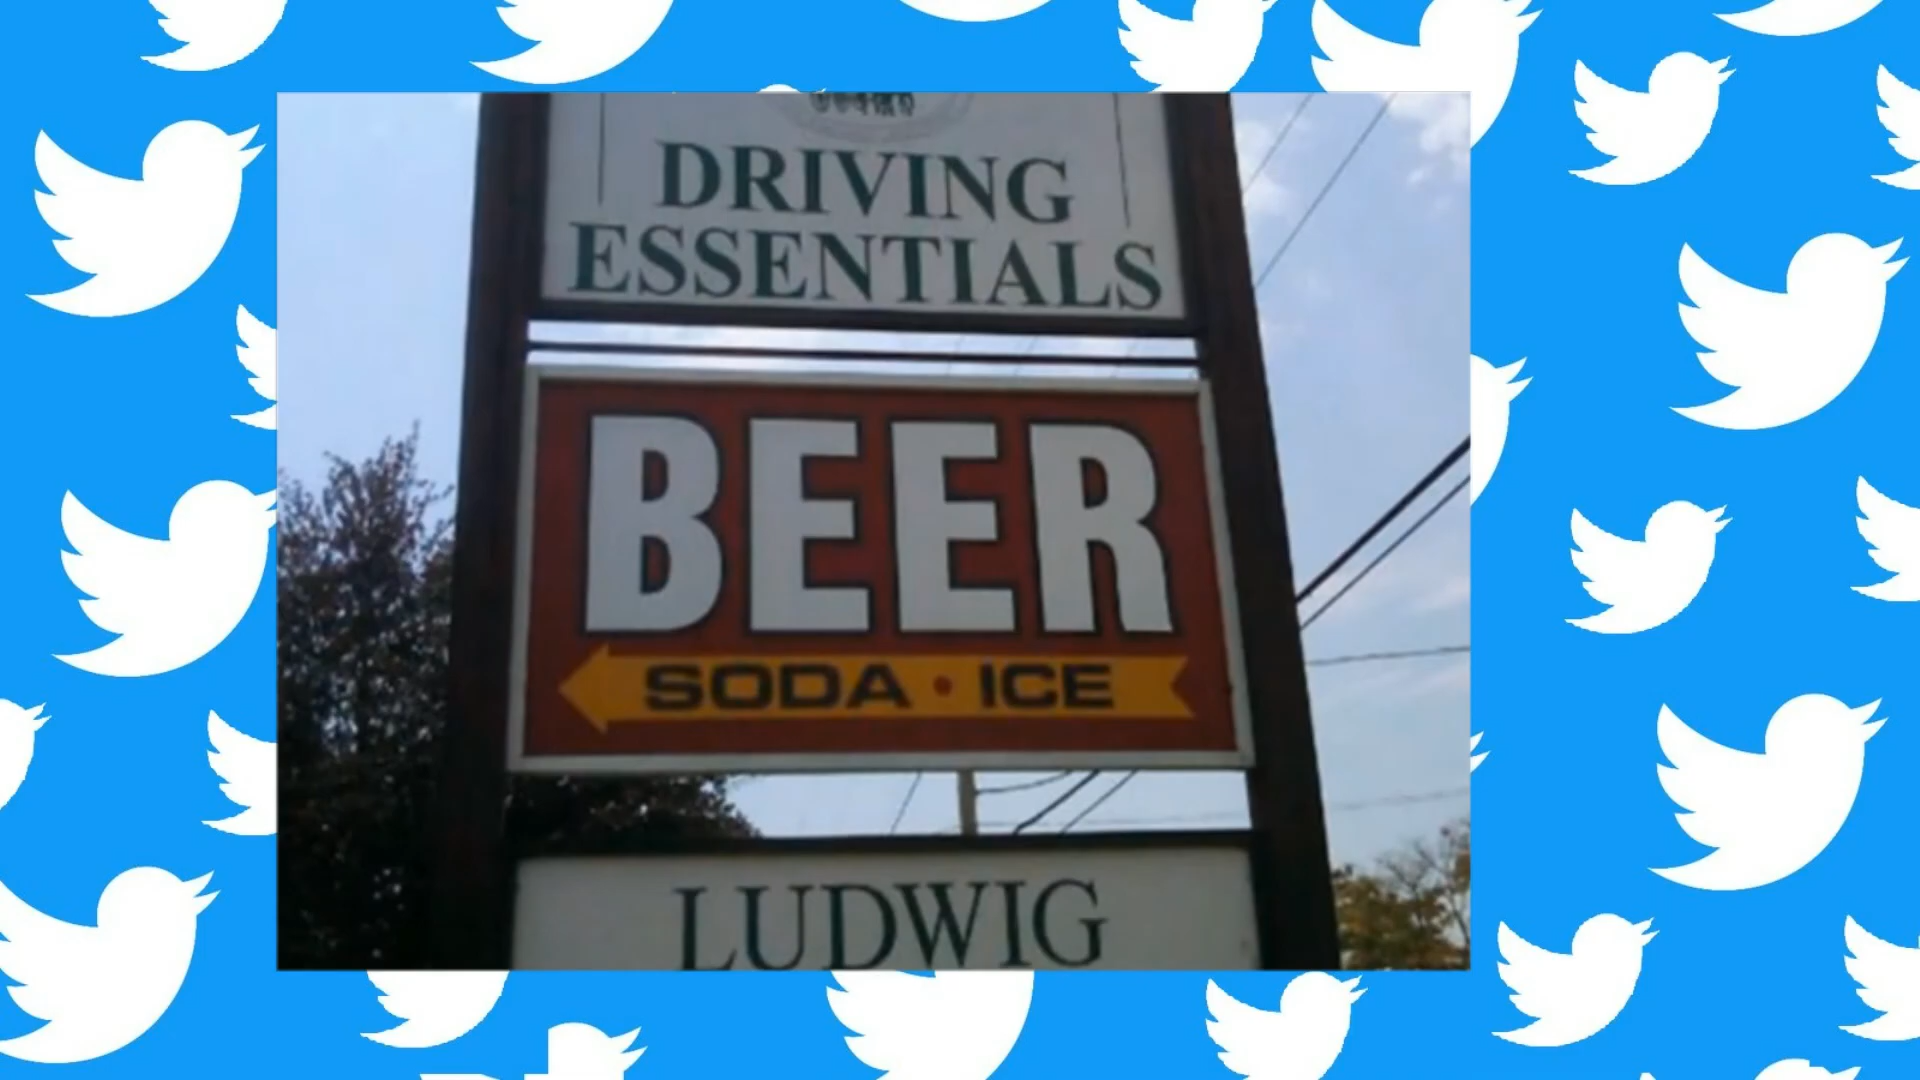 DRIVING
ESSENTIALS
BEER
SODA • ICE
LUDWIG